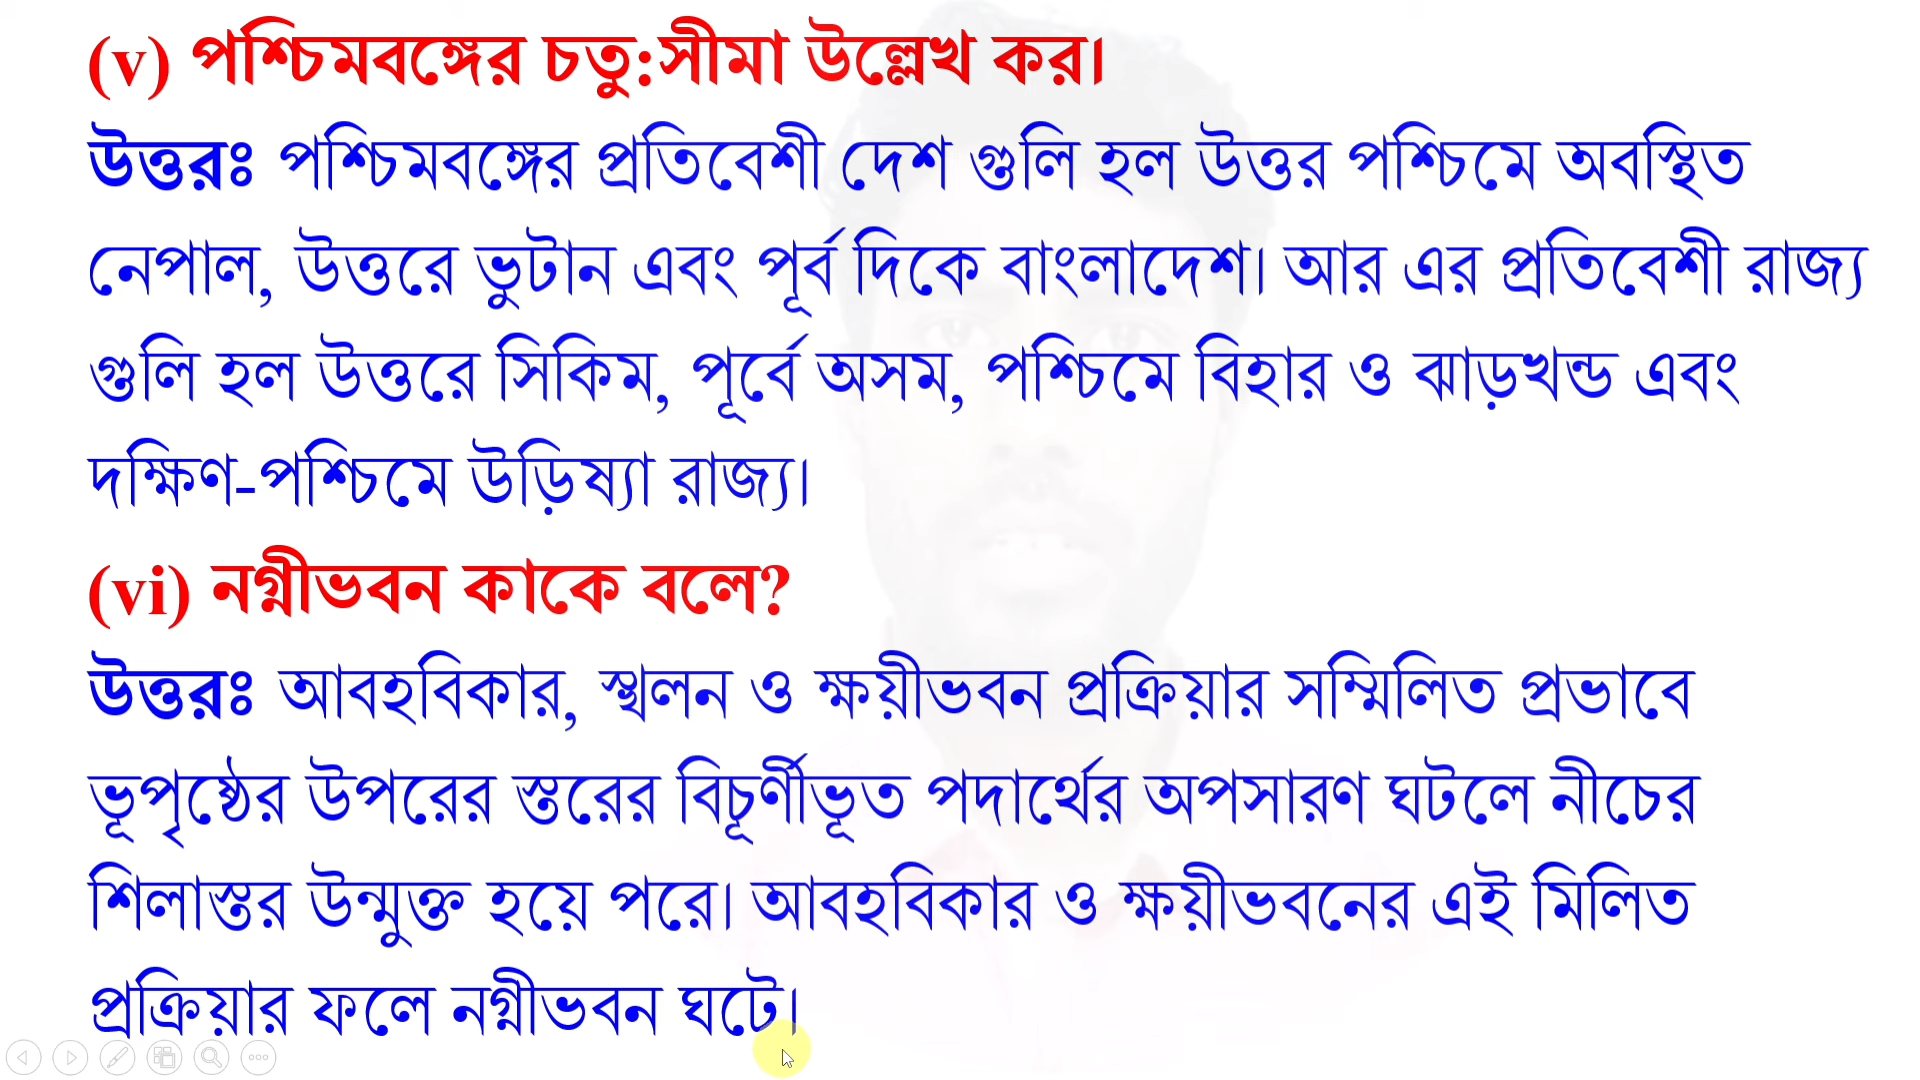 (v) পশ্চিমবঙ্গের চতু:সীমা উল্লেখ কর।
উত্তরঃ পশ্চিমবঙ্গের প্রতিবেশী দেশ গুলি হল উত্তর পশ্চিমে অবস্থিত
নেপাল, উত্তরে ভুটান এবং পূর্ব দিকে বাংলাদেশ। আর এর প্রতিবেশী রাজ্য
গুলি হল উত্তরে সিকিম, পূর্বে অসম, পশ্চিমে বিহার ও ঝাড়খন্ড এবং
দক্ষিণ-পশ্চিমে উড়িষ্যা রাজ্য।
(vi) নগ্নীভবন কাকে বলে?
উত্তরঃ আবহবিকার, স্খলন ও ক্ষয়ীভবন প্রক্রিয়ার সম্মিলিত প্রভাবে
ভূপৃষ্ঠের উপরের স্তরের বিচূর্ণীভূত পদার্থের অপসারণ ঘটলে নীচের
শিলাস্তর উন্মুক্ত হয়ে পরে। আবহবিকার ও ক্ষয়ীভবনের এই মিলিত
প্রক্রিয়ার ফলে নগ্নীভবন ঘটে।